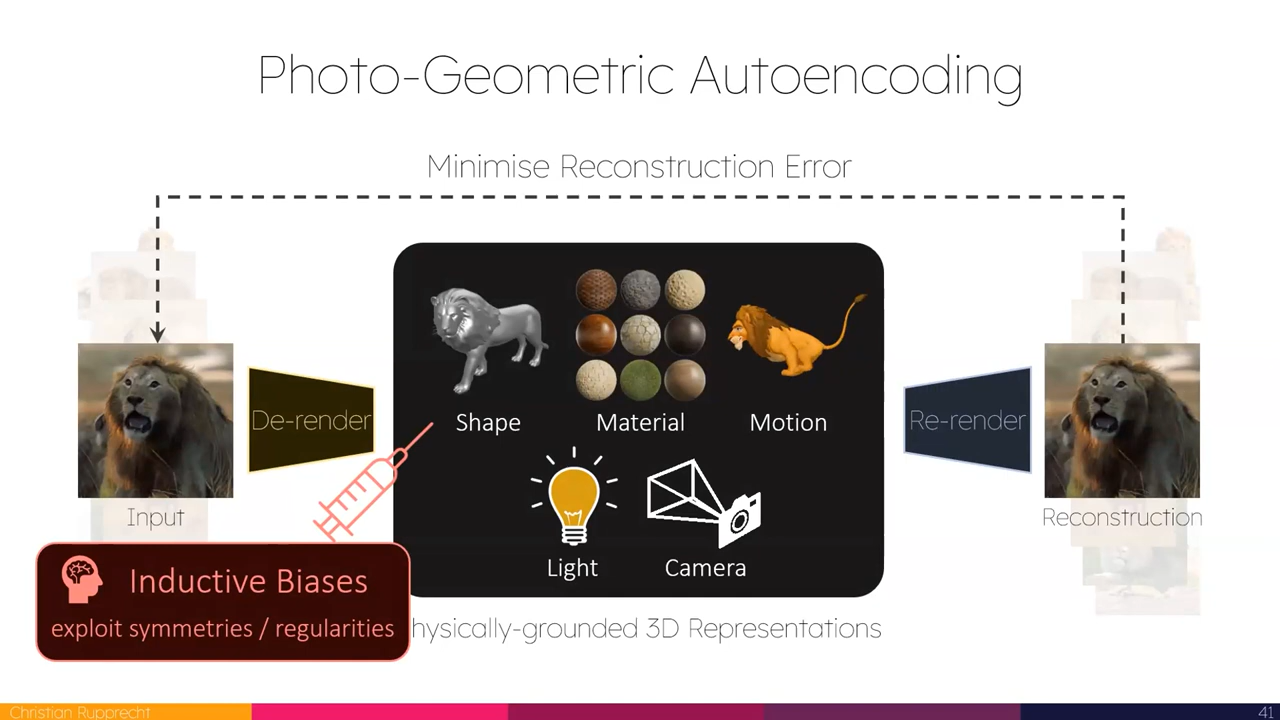 Photo-Geometric Autoencoding
Minimise Reconstruction Error
De-render
Shape
Material
Motion
Re-render
Input
Light
Camera
Reconstruction
Inductive Biases
exploit symmetries / regularities
hysically-grounded 3D Representations
Christian Rupprecht
41